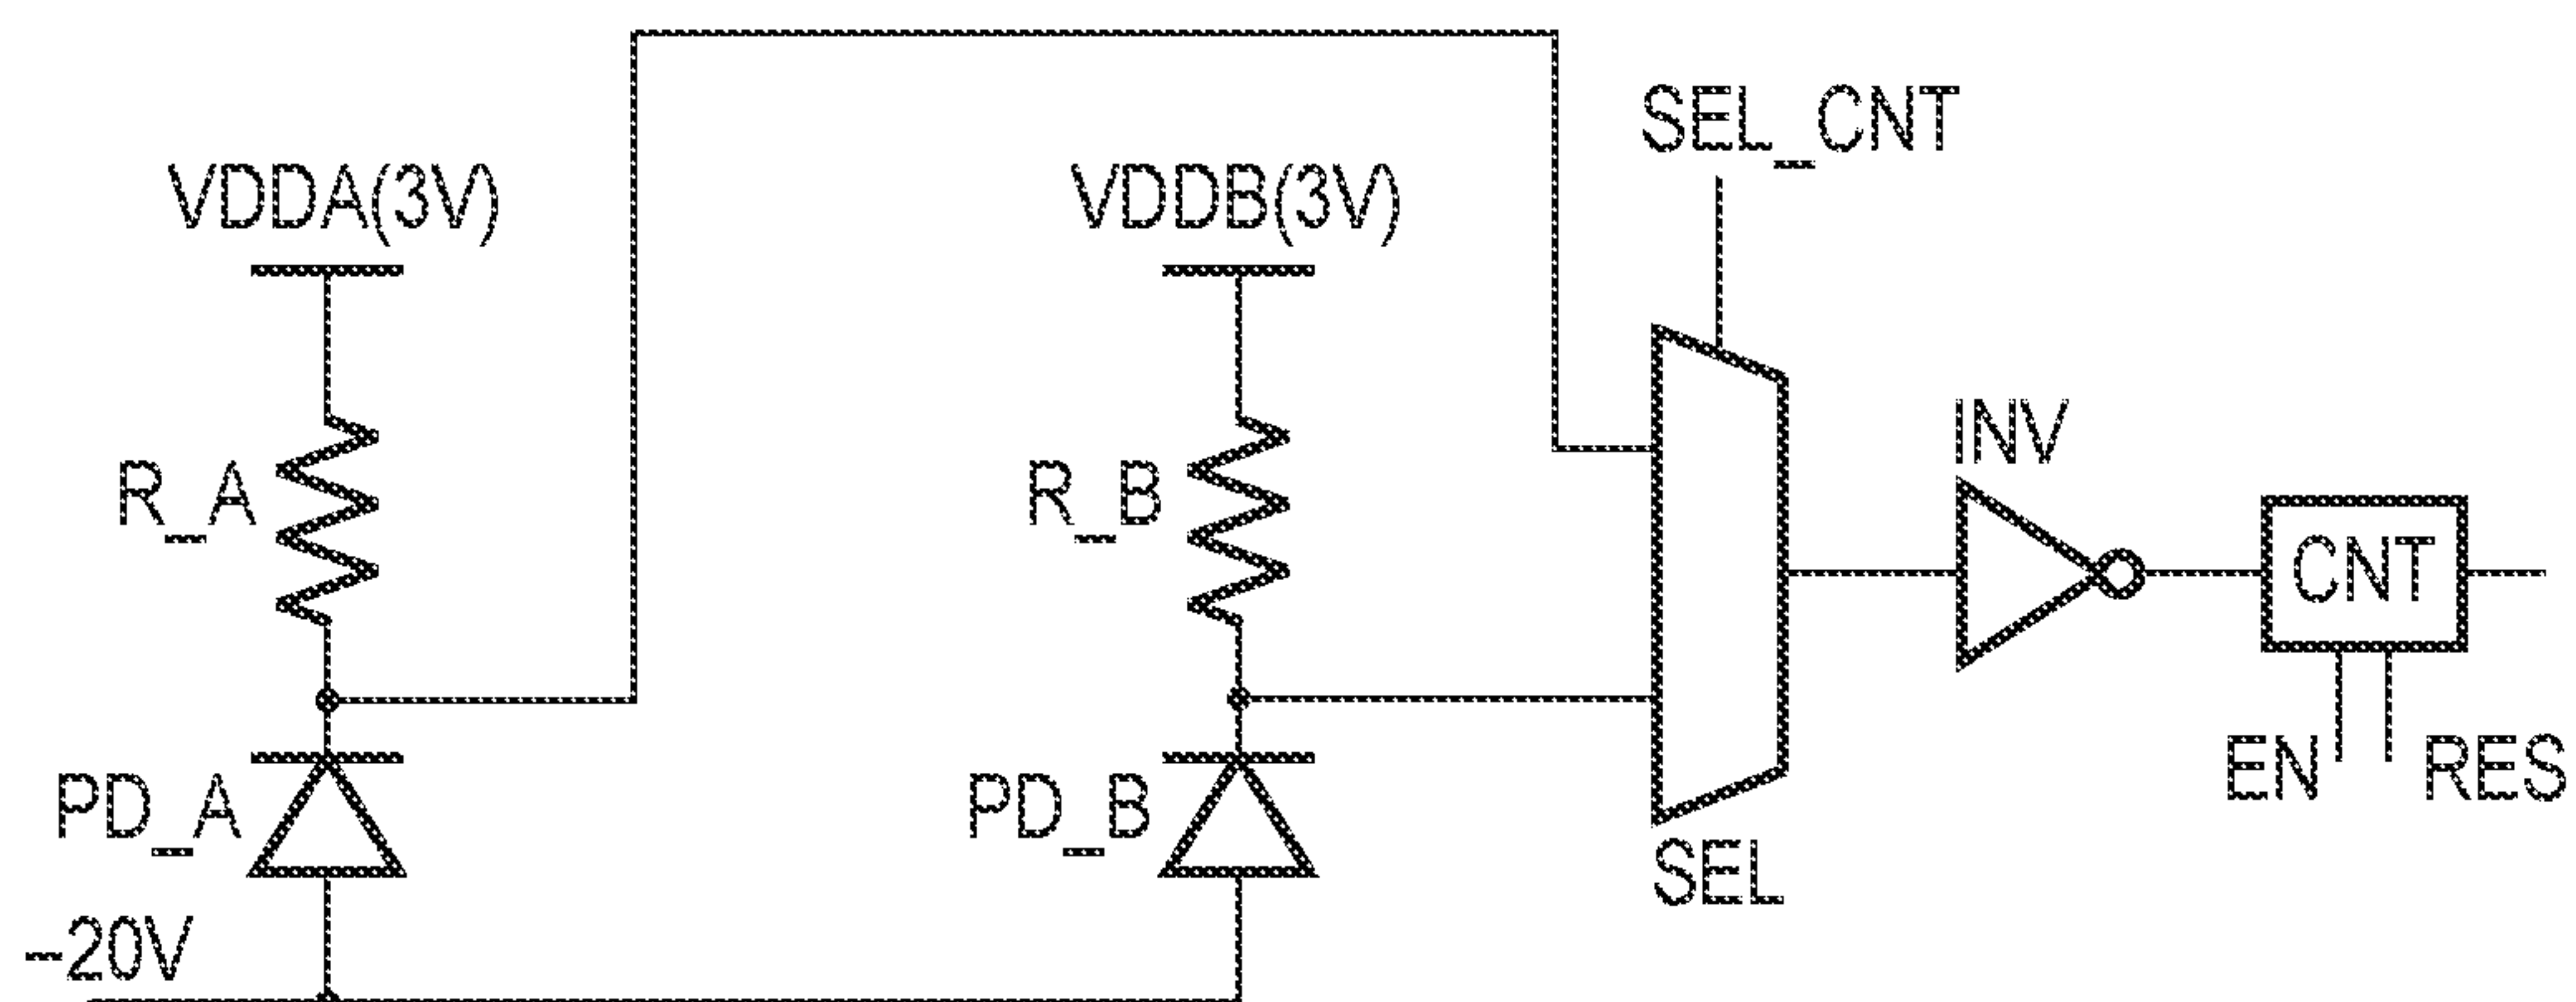 SEL_CNT
VDDA(3V)
VDDB(3V)
INV
R_A
R_B
CNT
EN
RES
PD_A
PD_B
SEL
-20V